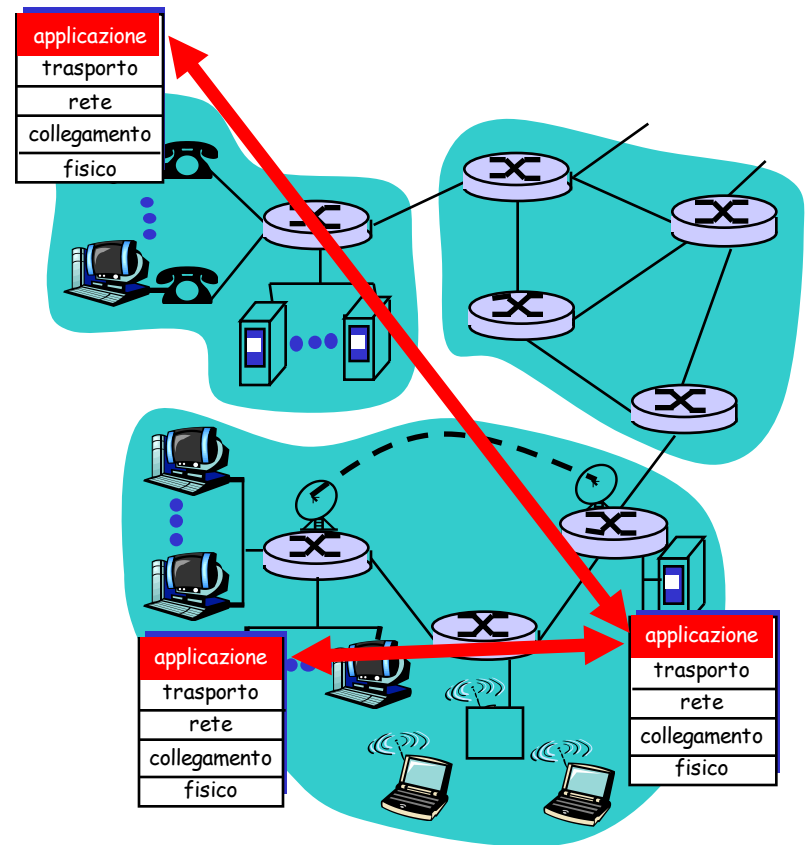 applicazione
trasporto
rete
collegamento
fisico
applicazione
trasporto
rete
collegamento
fisico
applicazione
trasporto
rete
collegamento
fisico